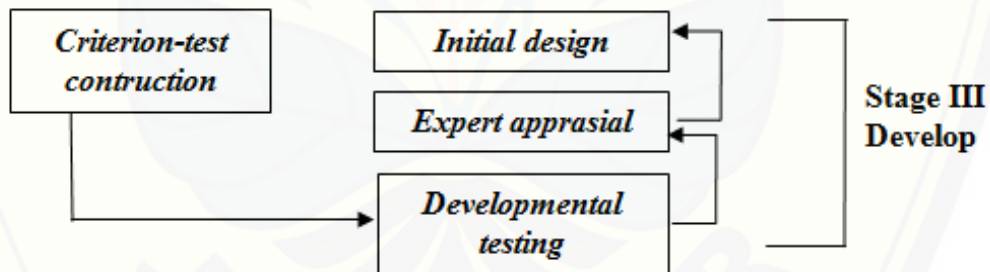 Criterion-test
contruction
Initial design
Expert apprasial
Developmental
testing
Stage III
Develop